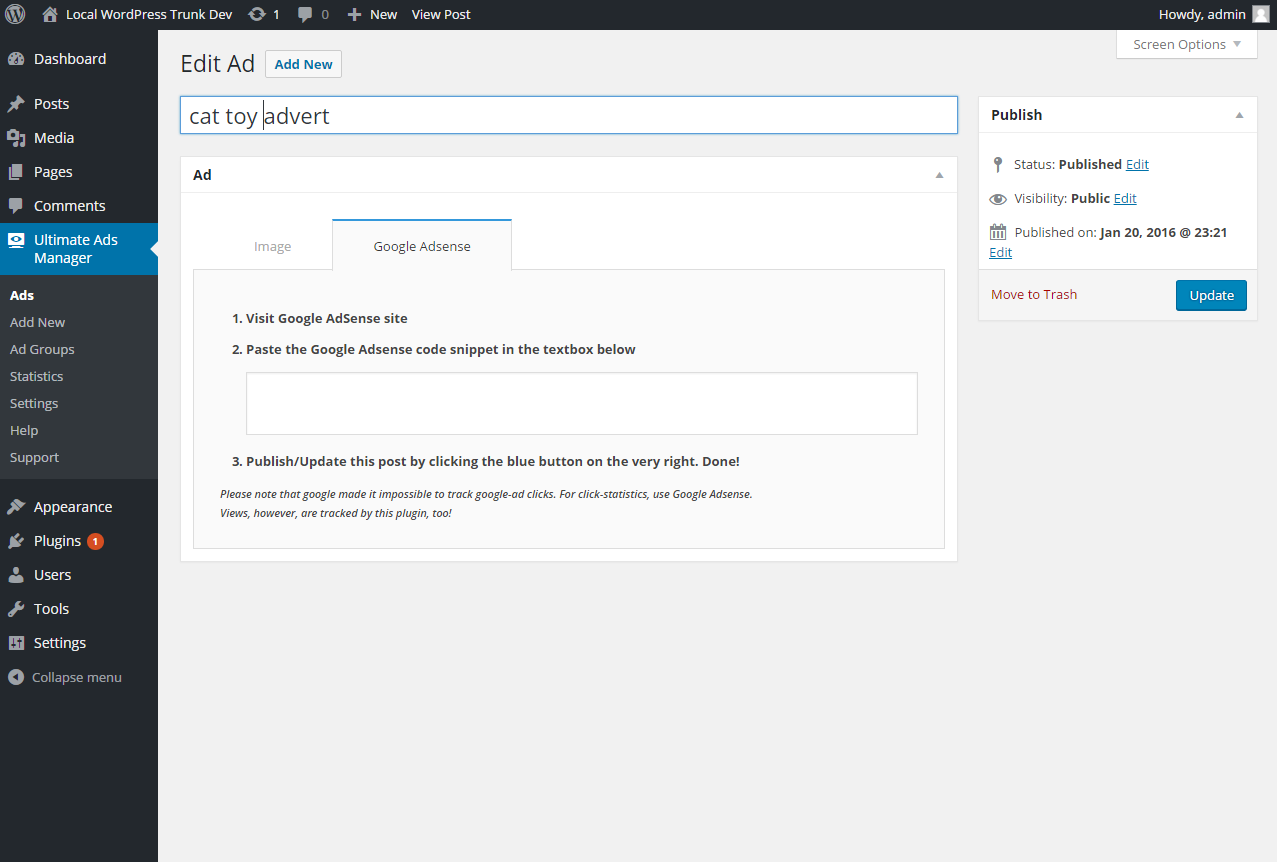 Local WordPress Trunk Dev 1 0 New View Post Howdy, admin
Screen Options
Dashboard
Posts
Media
Pages
Comments
Ultimate Ads
Manager
Ads
Add New
Ad Groups
Statistics
Settings
Help
Support
Appearance
Plugins 1
Users
Tools
Settings
Collapse menu
Edit Ad Add New
cat toy advert
Ad
Image Google Adsense
1. Visit Google AdSense site
2. Paste the Google Adsense code snippet in the textbox below
3. Publish/Update this post by clicking the blue button on the very right. Done!
Please note that google made it impossible to track google-ad clicks. For click-statistics, use Google Adsense.
Views, however, are tracked by this plugin, too!
Publish
Status: Published Edit
Visibility: Public Edit
Published on: Jan 20, 2016 @ 23:21
Edit
Move to Trash Update